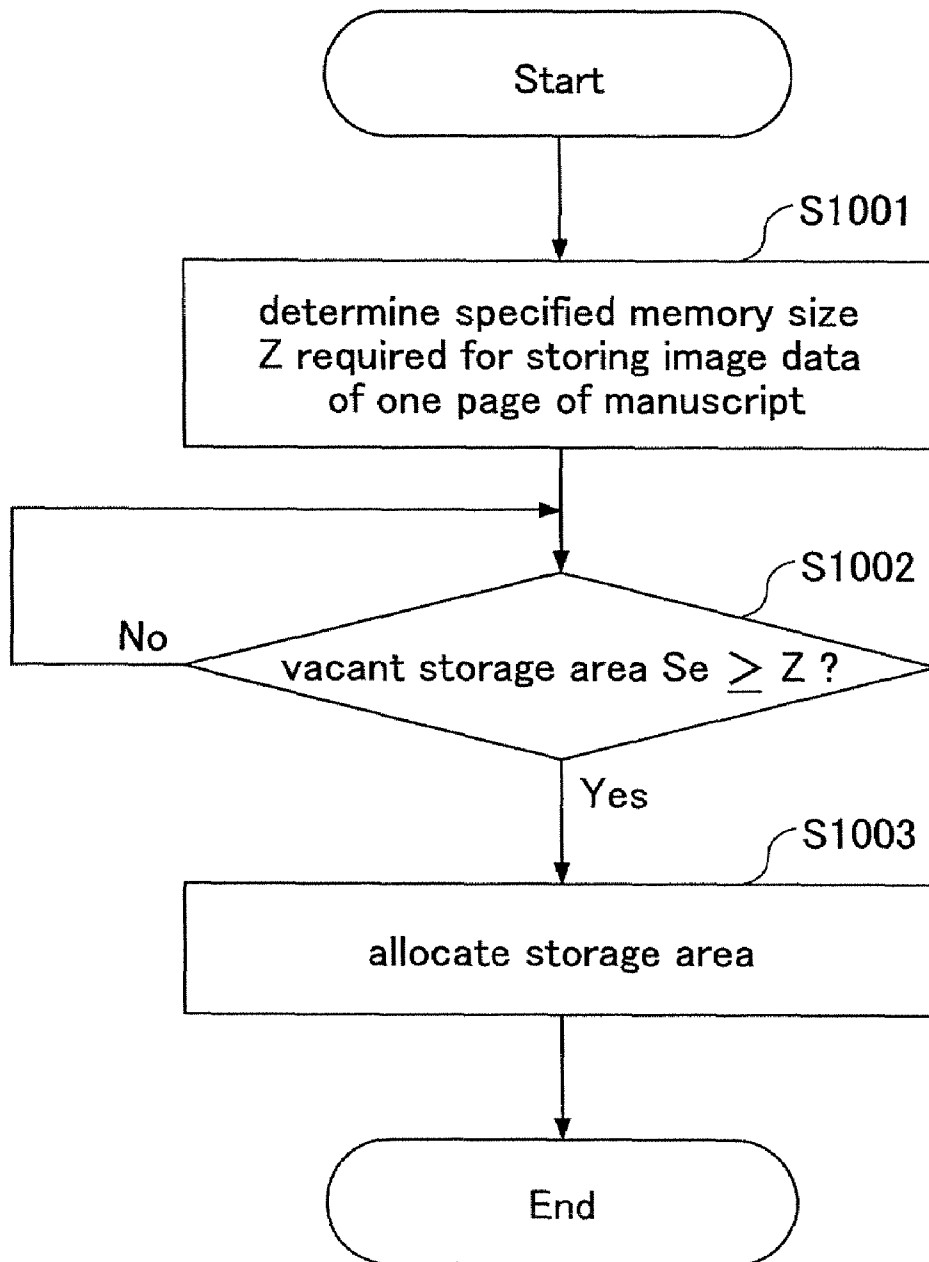 Start
S1001
determine specified memory size
Z required for storing image data
of one page of manuscript
S1002
No
vacant storage area Se ≥ Z ?
Yes
S1003
allocate storage area
End